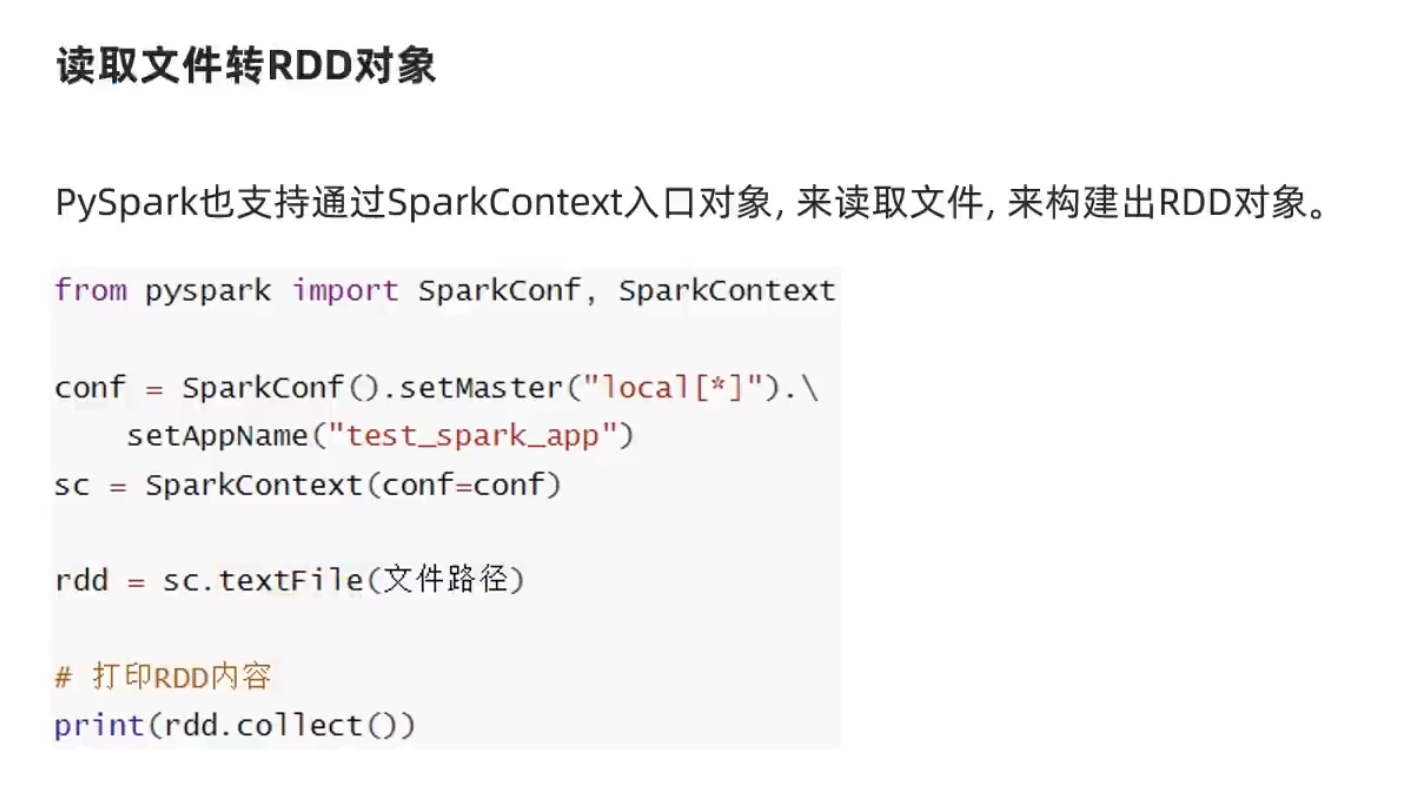 读取文件转RDD对象
PySpark也支持通过SparkContext入口对象, 来读取文件, 来构建出RDD对象。
from pyspark import SparkConf, SparkContext
conf = SparkConf().setMaster("local[*]").\
    setAppName("test_spark_app")
sc = SparkContext(conf=conf)
rdd = sc.textFile(文件路径)
# 打印RDD内容
print(rdd.collect())